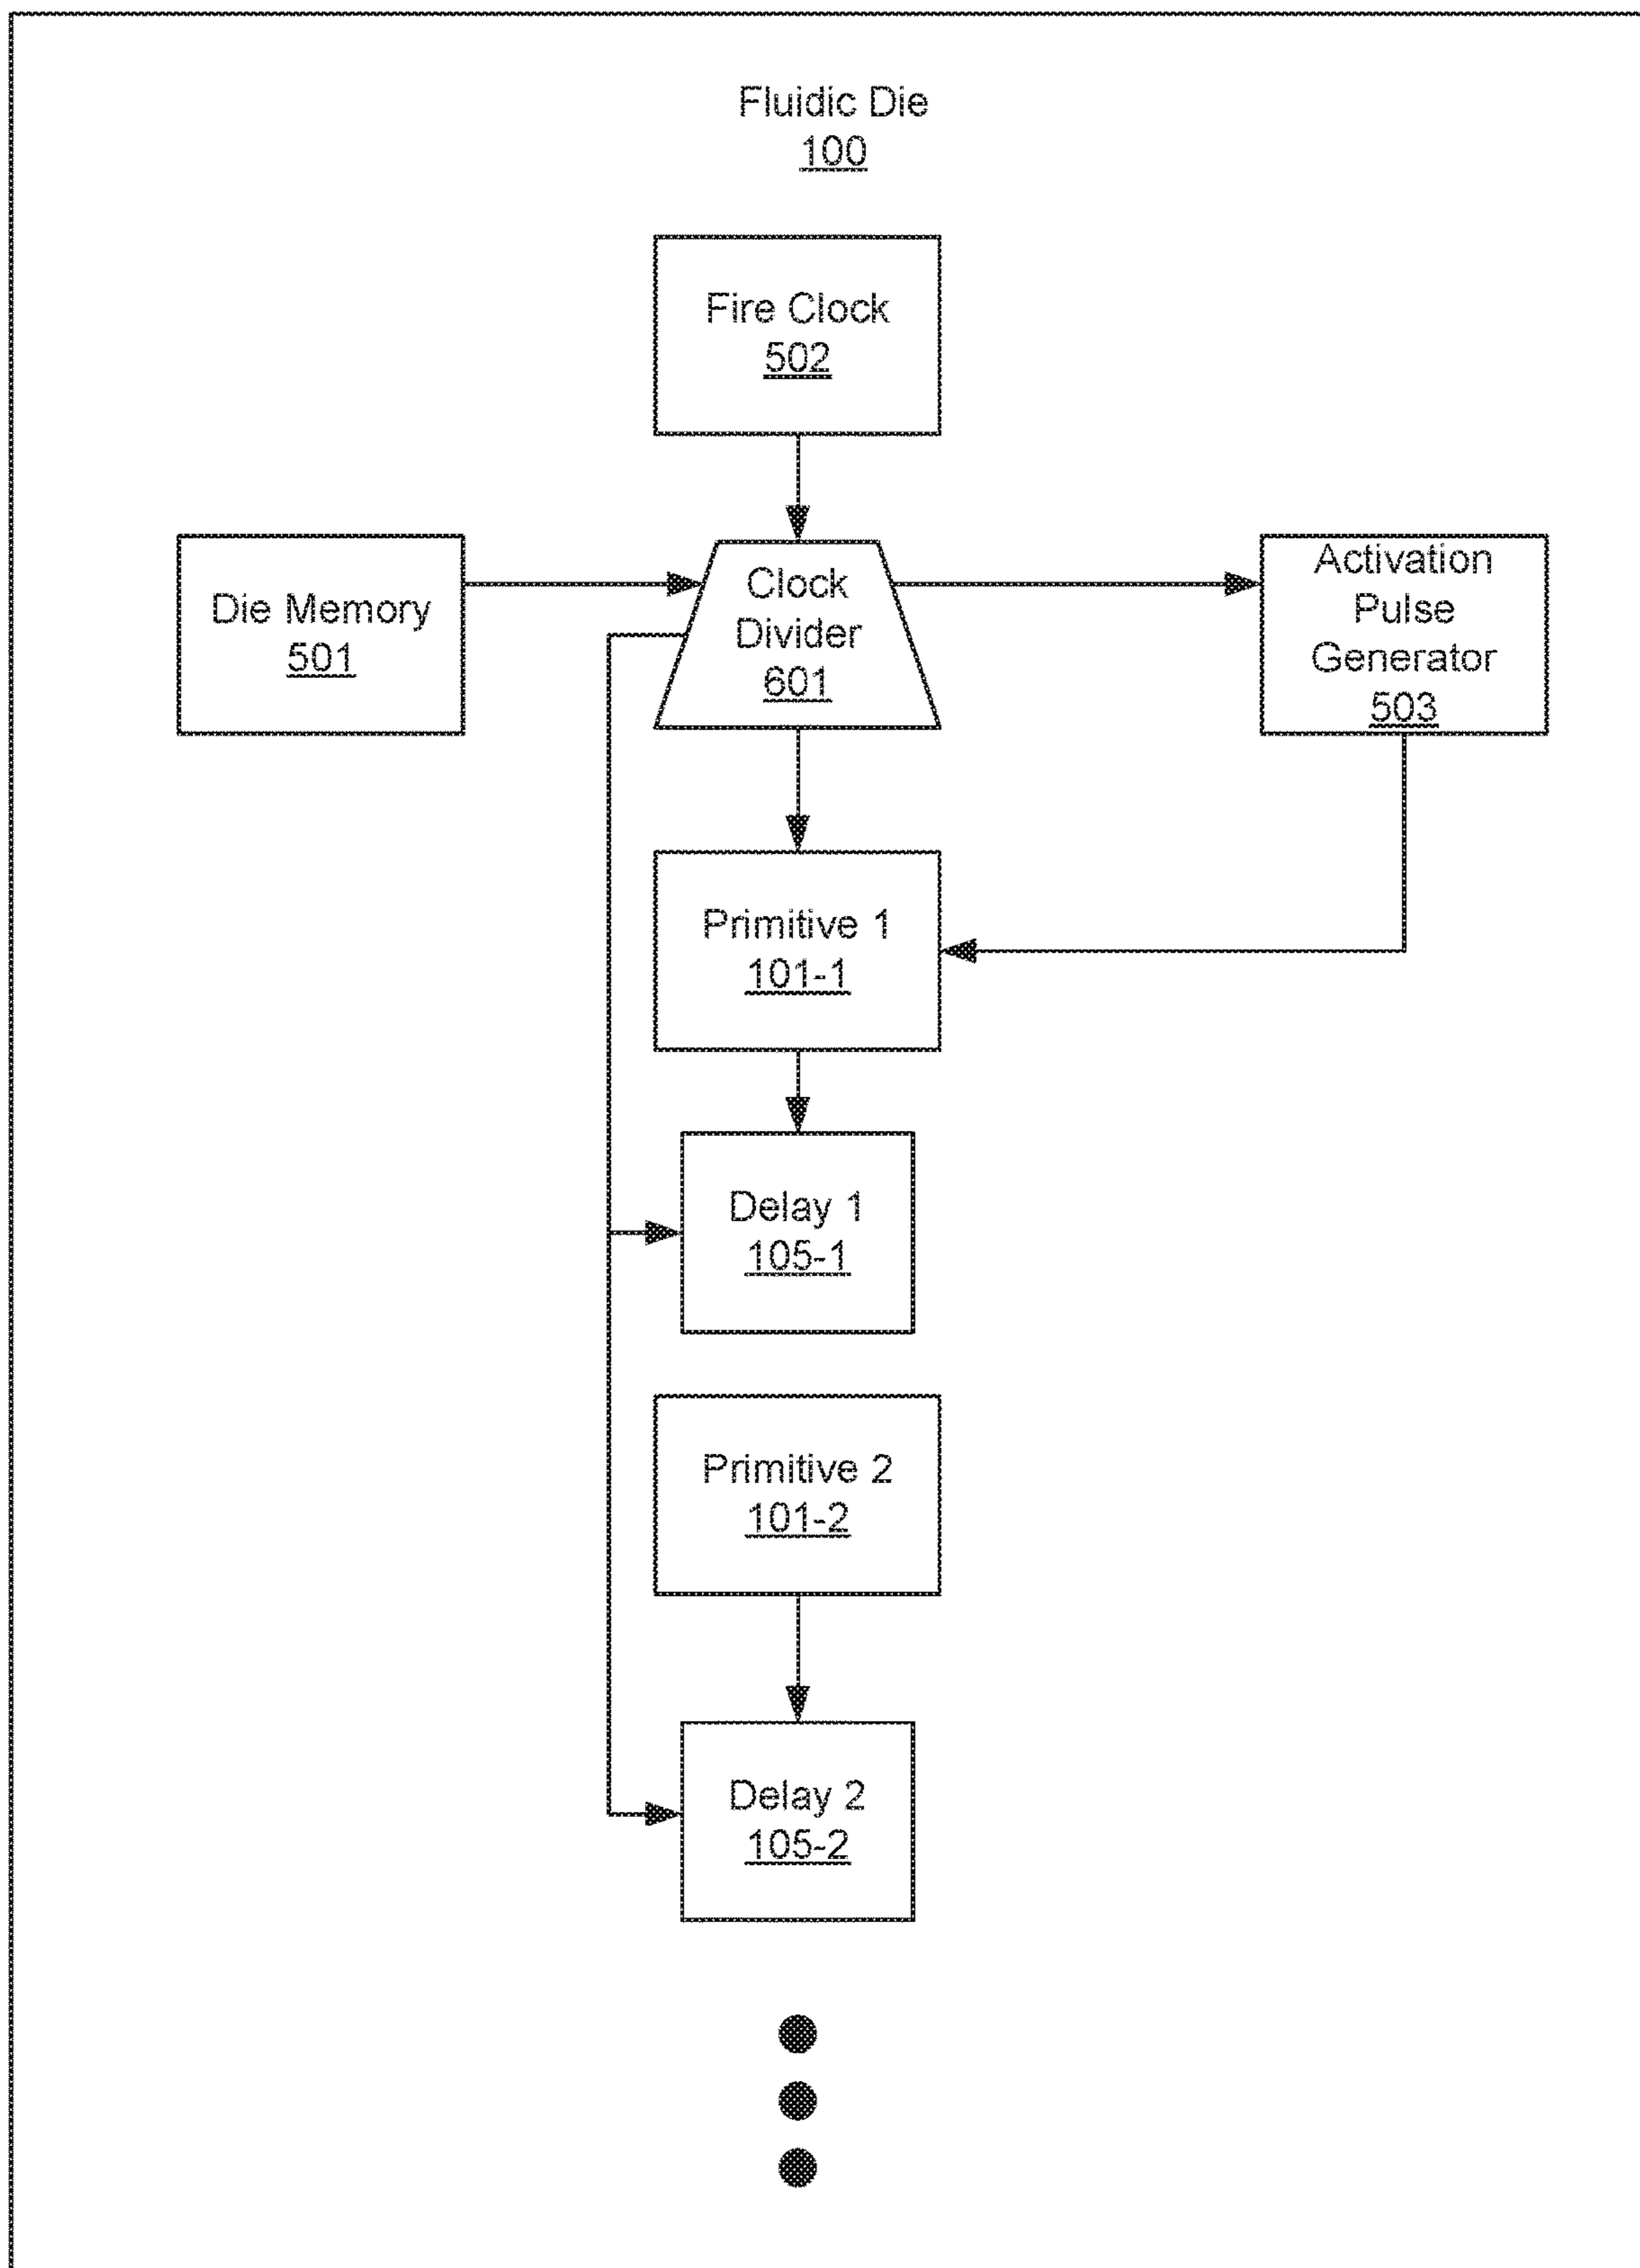 Fluidic Die
100
Fire Clock
502
Die Memory
501
Clock
Divider
601
Activation
Pulse
Generator
503
Primitive 1
101-1
Delay 1
105-1
Primitive 2
101-2
Delay 2
105-2